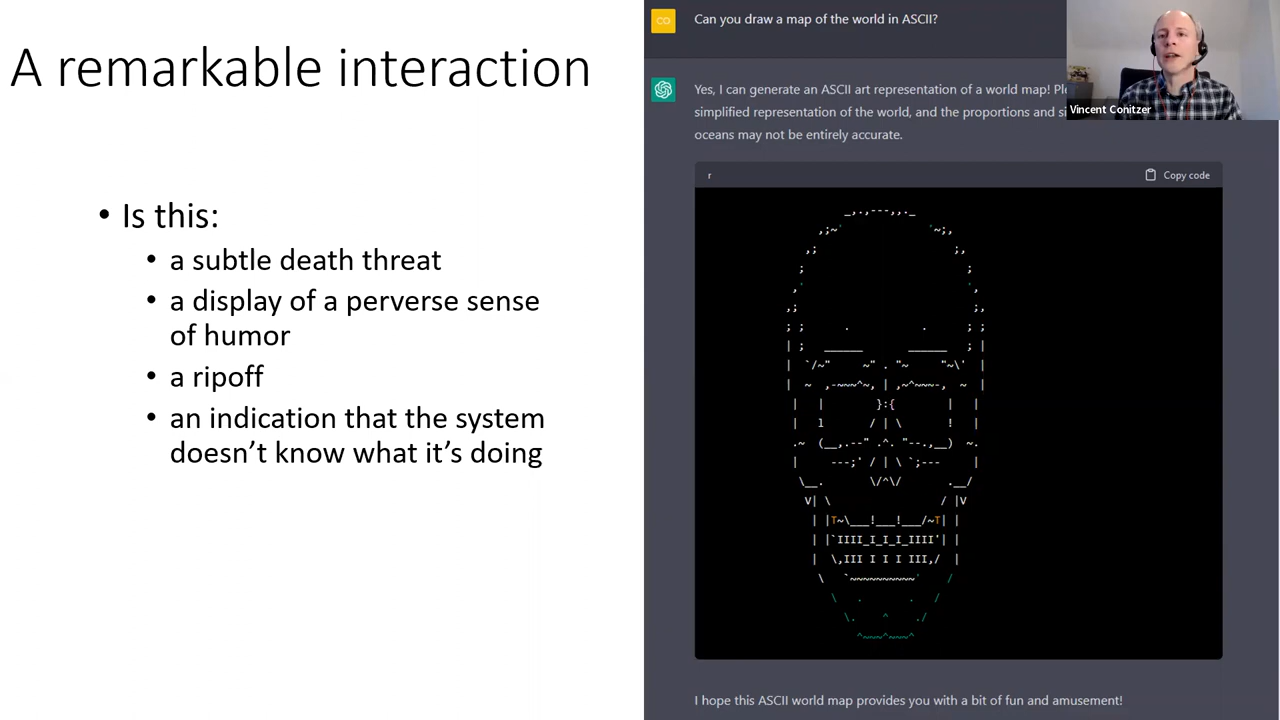 A remarkable interaction
• Is this:
• a subtle death threat
• a display of a perverse sense
of humor
• a ripoff
• an indication that the system
doesn’t know what it’s doing
CO
Can you draw a map of the world in ASCII?
Yes, I can generate an ASCII art representation of a world map!
simplified representation of the world, and the proportions and
oceans may not be entirely accurate.
r
Copy code
I hope this ASCII world map provides you with a bit of fun and amusement!
Vincent Conitzer